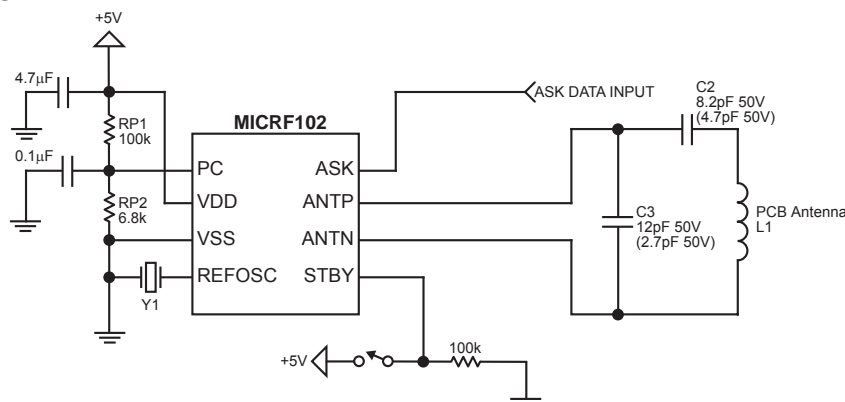 +5V
4.7μF
RP1
100k
0.1μF
RP2
6.8k
MICRF102
PC
VDD
VSS
REFOSC
ASK
ANTP
ANTN
STBY
Y1
ASK DATA INPUT
C2
8.2pF 50V
(4.7pF 50V)
C3
12pF 50V
(2.7pF 50V)
PCB Antenna
L1
+5V
100k